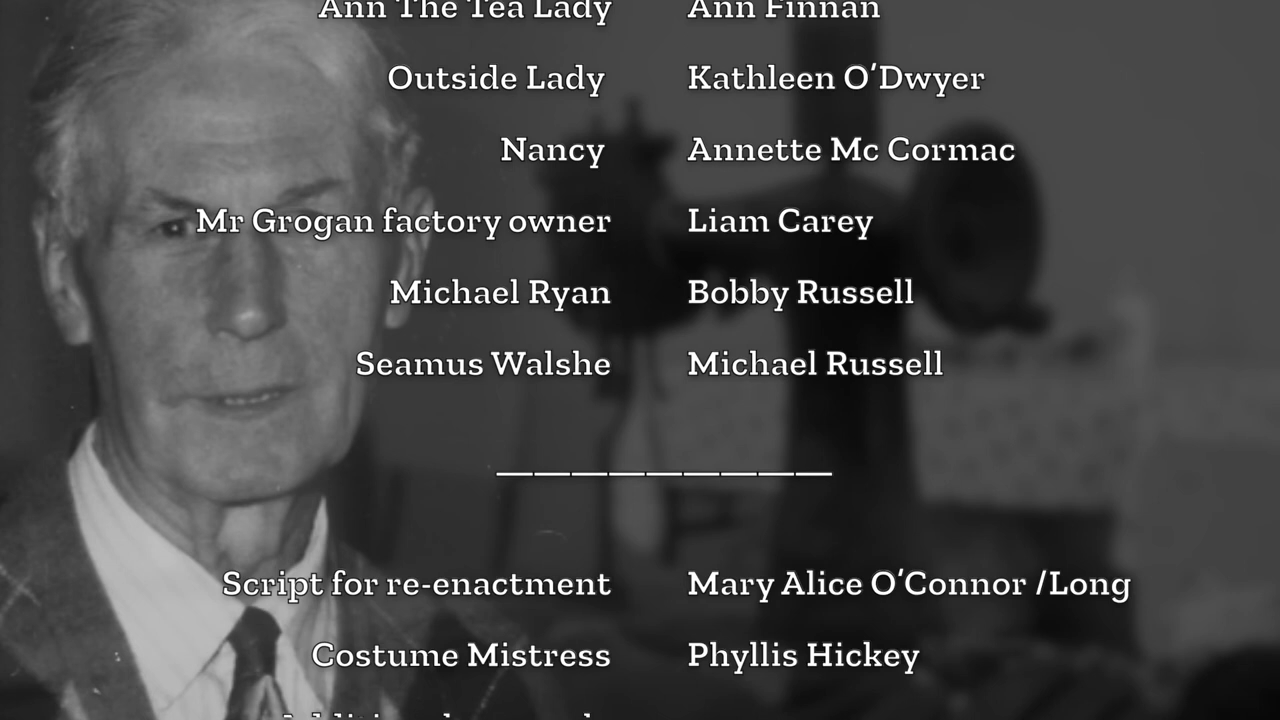 Ann The Tea Lady Ann Finnan
Outside Lady Kathleen O'Dwyer
Nancy Annette Mc Cormac
Mr Grogan factory owner Liam Carey
Michael Ryan Bobby Russell
Seamus Walshe Michael Russell
_________
Script for re-enactment Mary Alice O'Connor /Long
Costume Mistress Phyllis Hickey